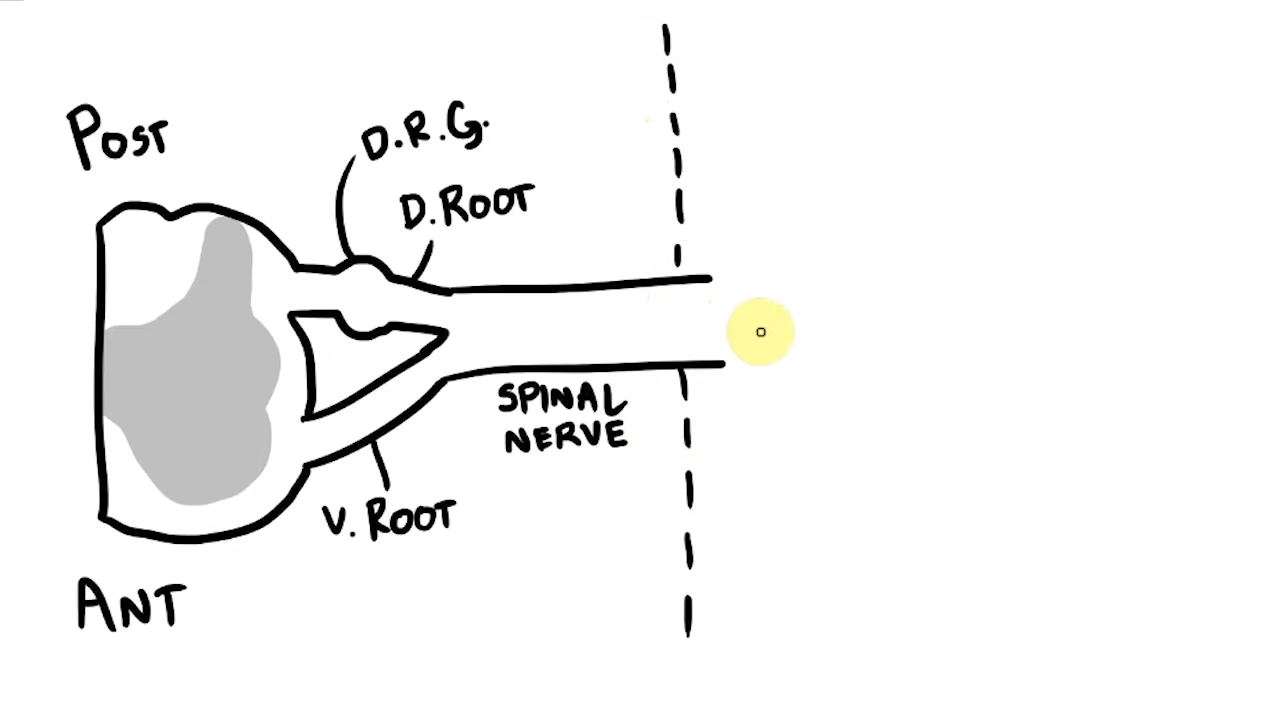 POST
D.R.G.
D. ROOT
SPINAL
NERVE
V. ROOT
ANT